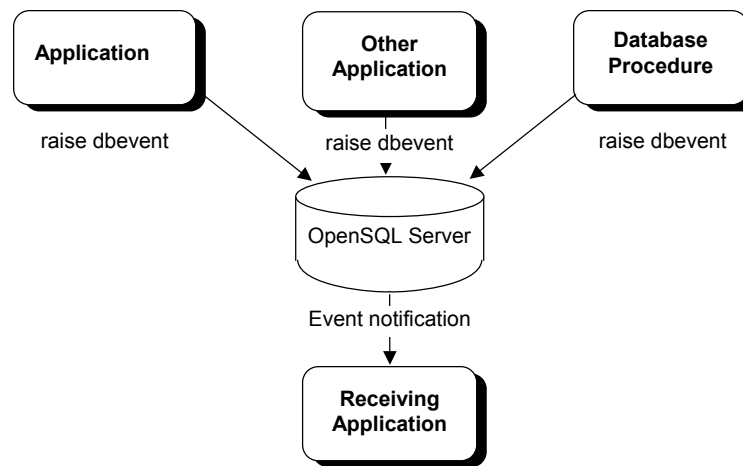 Application
Other
Application
Database
Procedure
raise dbevent
raise dbevent
raise dbevent
OpenSQL Server
Event notification
Receiving
Application